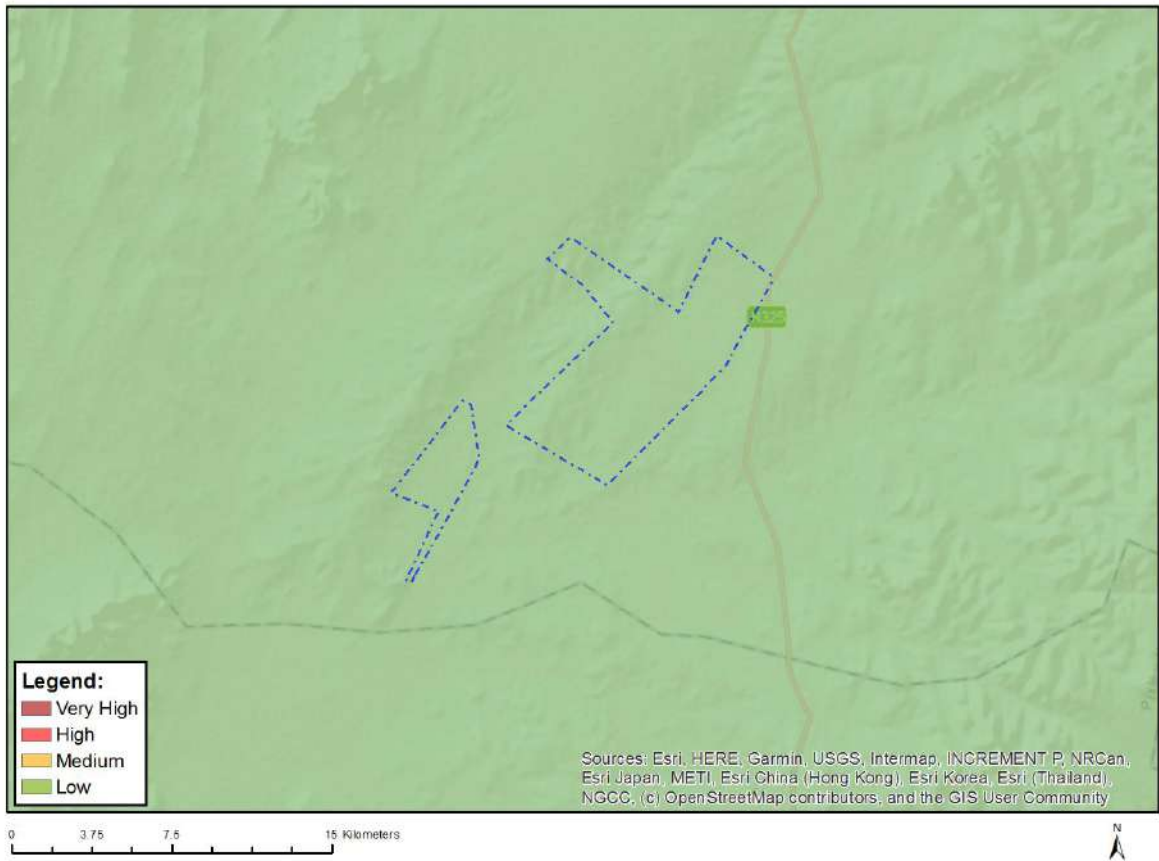 Legend:
Very High
High
Medium
Low
Sources: Esri, HERE, Garmin, USGS, Intermap, INCREMENT P, NRCan,
Esri Japan, METI, Esri China (Hong Kong), Esri Korea, Esri (Thailand),
NGCC, (c) OpenStreetMap contributors, and the GIS User Community
0 3.75 7.5 15 Kilometers
N